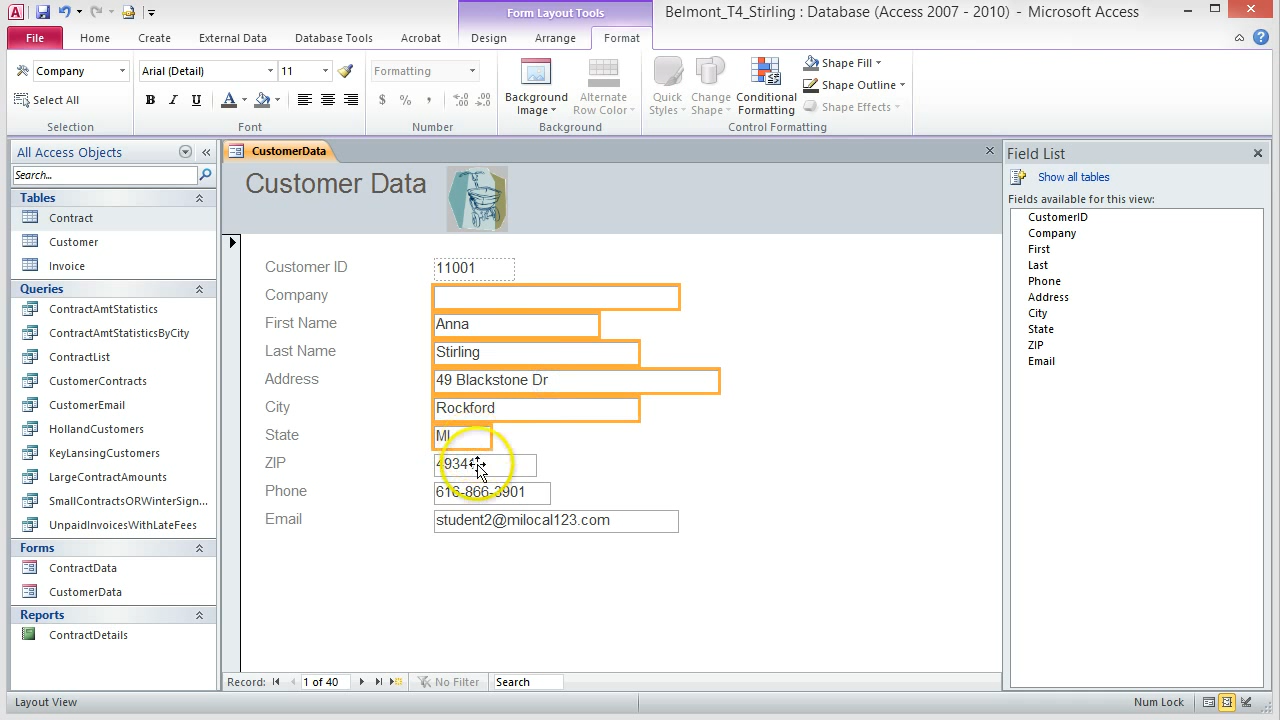 Form Layout Tools
Belmont_T4_Stirling : Database (Access 2007 - 2010) - Microsoft Access
File Home Create External Data Database Tools Acrobat Design Arrange Format
Company Arial (Detail) 11 Formatting
Select All
B I U A $ % ,
Background Image
Alternate Row Color
Quick Styles
Change Shape
Conditional Formatting
Shape Fill
Shape Outline
Shape Effects
Selection Font Number Background Control Formatting
All Access Objects
Search...
Tables
Contract
Customer
Invoice
Queries
ContractAmtStatistics
ContractAmtStatisticsByCity
ContractList
CustomerContracts
CustomerEmail
HollandCustomers
KeyLansingCustomers
LargeContractAmounts
SmallContractsORWinterSign...
UnpaidInvoicesWithLateFees
Forms
ContractData
CustomerData
Reports
ContractDetails
CustomerData
Customer Data
Customer ID 11001
Company
First Name Anna
Last Name Stirling
Address 49 Blackstone Dr
City Rockford
State MI
ZIP
Phone 616-866-3901
Email student2@milocal123.com
Record: 1 of 40 No Filter Search
Field List
Show all tables
Fields available for this view:
CustomerID
Company
First
Last
Phone
Address
City
State
ZIP
Email
Layout View Num Lock